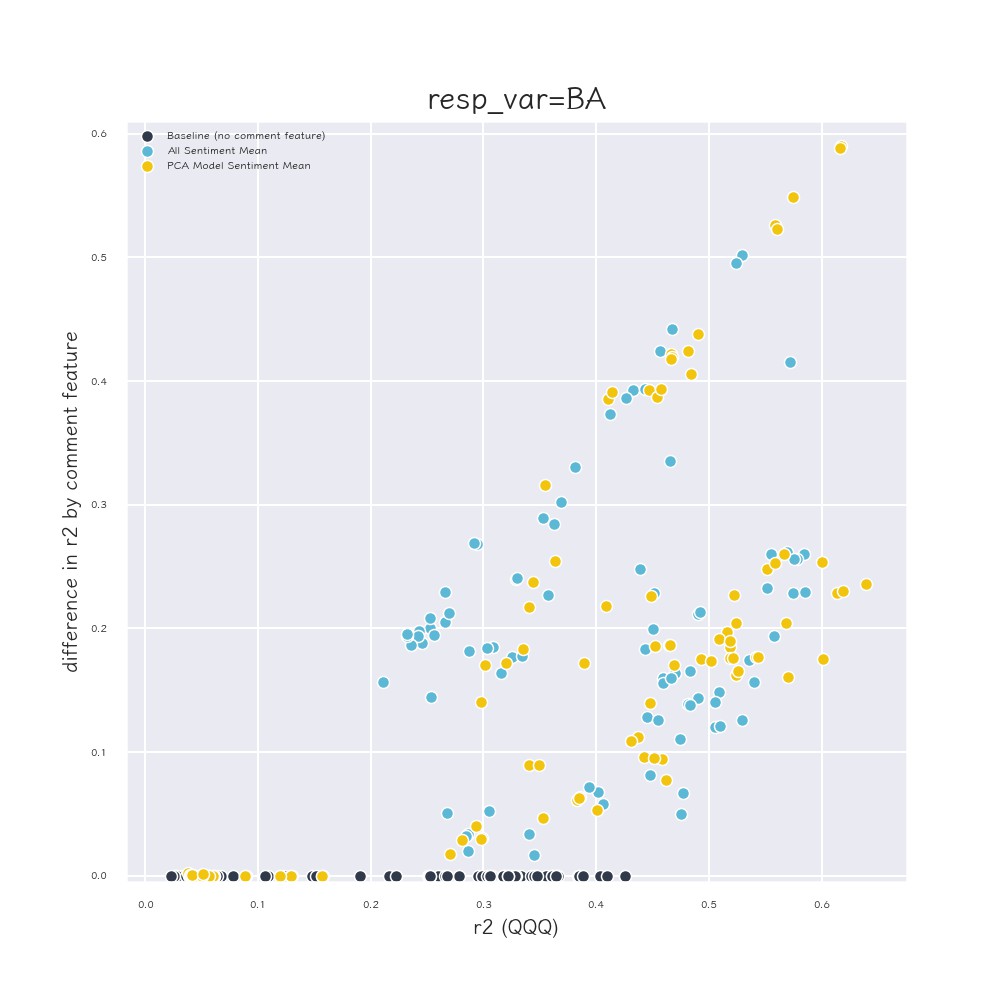 resp_var=BA
Baseline (no comment feature)
All Sentiment Mean
PCA Model Sentiment Mean
difference in r2 by comment feature
0.6
0.5
0.4
0.3
0.2
0.1
0.0
0.0 0.1 0.2 0.3 0.4 0.5 0.6
r2 (QQQ)